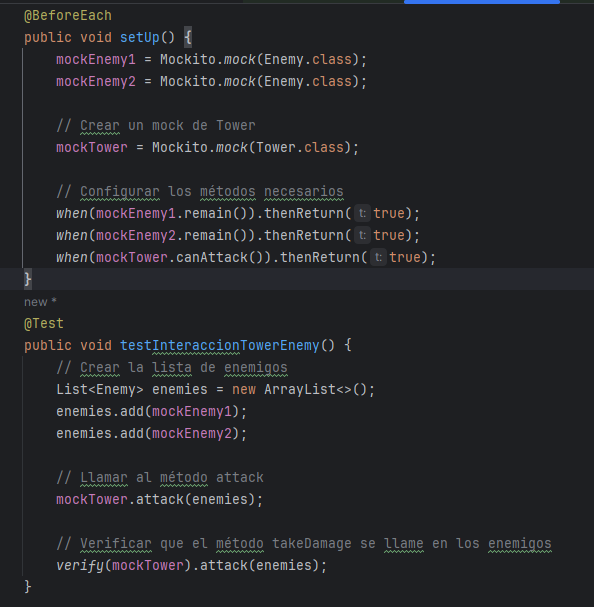 @BeforeEach
public void setUp() {
mockEnemy1 = Mockito.mock(Enemy.class);
mockEnemy2 = Mockito.mock(Enemy.class);
// Crear un mock de Tower
mockTower = Mockito.mock(Tower.class);
// Configurar los métodos necesarios
when(mockEnemy1.remain()).thenReturn( t: true);
when(mockEnemy2.remain()).thenReturn( t: true);
when(mockTower.canAttack()).thenReturn( t: true);
}
new *
@Test
public void testInteraccionTowerEnemy() {
// Crear la lista de enemigos
List<Enemy> enemies = new ArrayList<>();
enemies.add(mockEnemy1);
enemies.add(mockEnemy2);
// Llamar al método attack
mockTower.attack(enemies);
// Verificar que el método takeDamage se llame en los enemigos
verify(mockTower).attack(enemies);
}